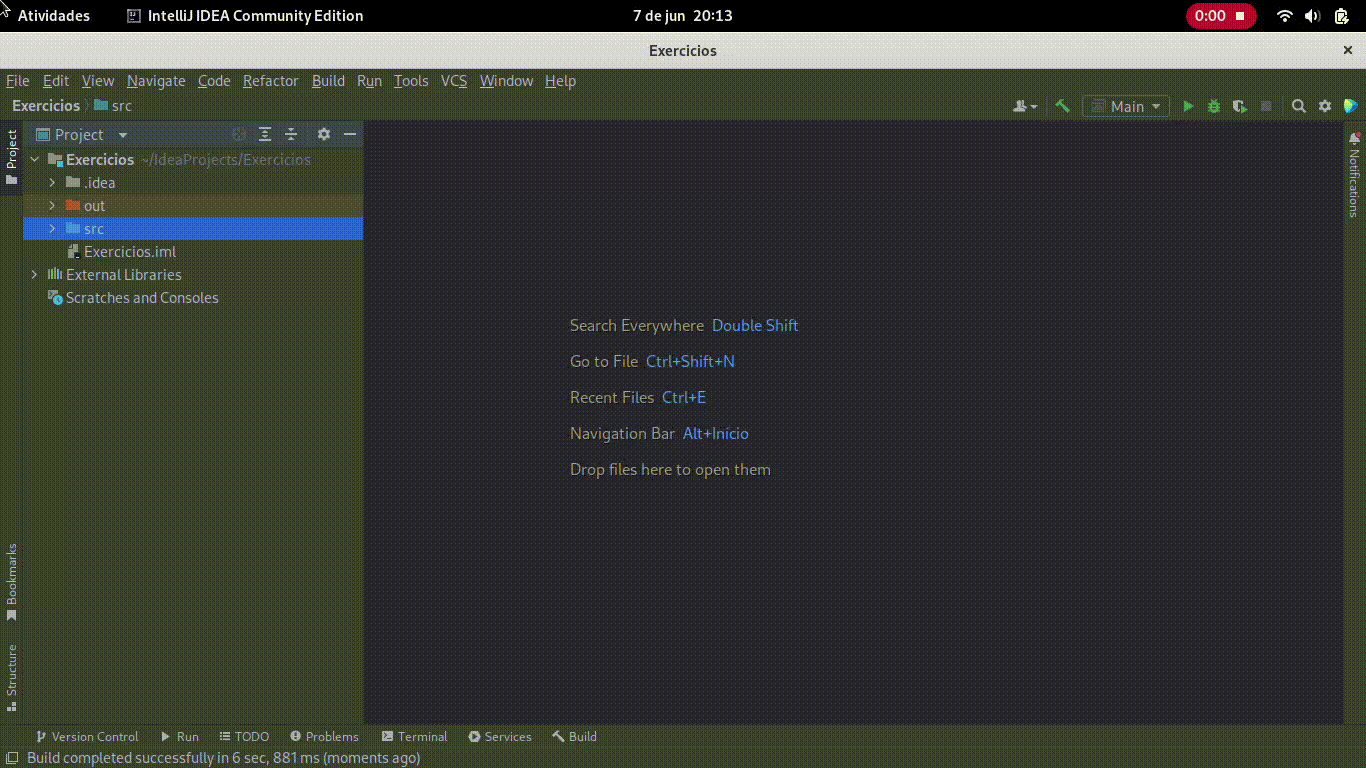 Atividades IntelliJ IDEA Community Edition 7 de jun 20:13 0:00
Exercicios ×
File Edit View Navigate Code Refactor Build Run Tools VCS Window Help
Exercicios src Main
Project
Project
Exercicios ~/IdeaProjects/Exercicios
.idea
out
src
Exercicios.iml
External Libraries
Scratches and Consoles
Notifications
Search Everywhere Double Shift
Go to File Ctrl+Shift+N
Recent Files Ctrl+E
Navigation Bar Alt+Inicio
Drop files here to open them
Bookmarks
Structure
Version Control Run TODO Problems Terminal Services Build
Build completed successfully in 6 sec, 881 ms (moments ago)